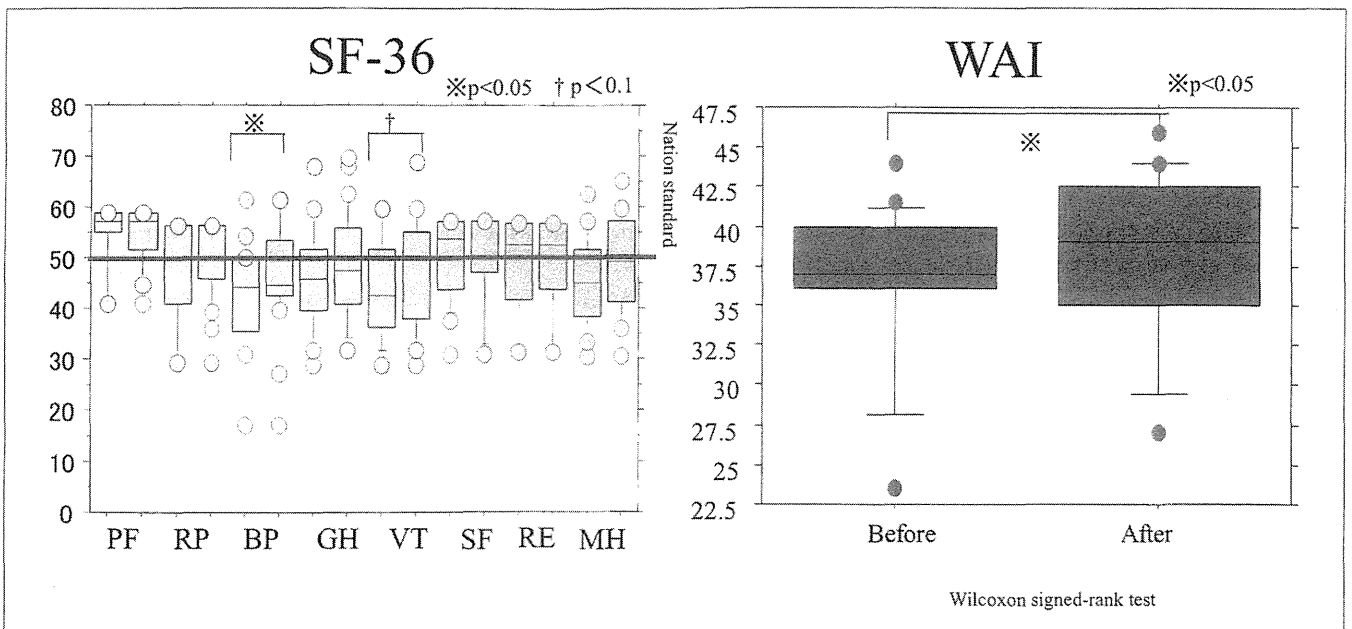 SF-36
※p<0.05 † p<0.1
80
70
60
50
40
30
20
10
0
※
†
PF RP BP GH VT SF RE MH
Nation standard
WAI
※p<0.05
47.5
45
42.5
40
37.5
35
32.5
30
27.5
25
22.5
※
Before After
Wilcoxon signed-rank test